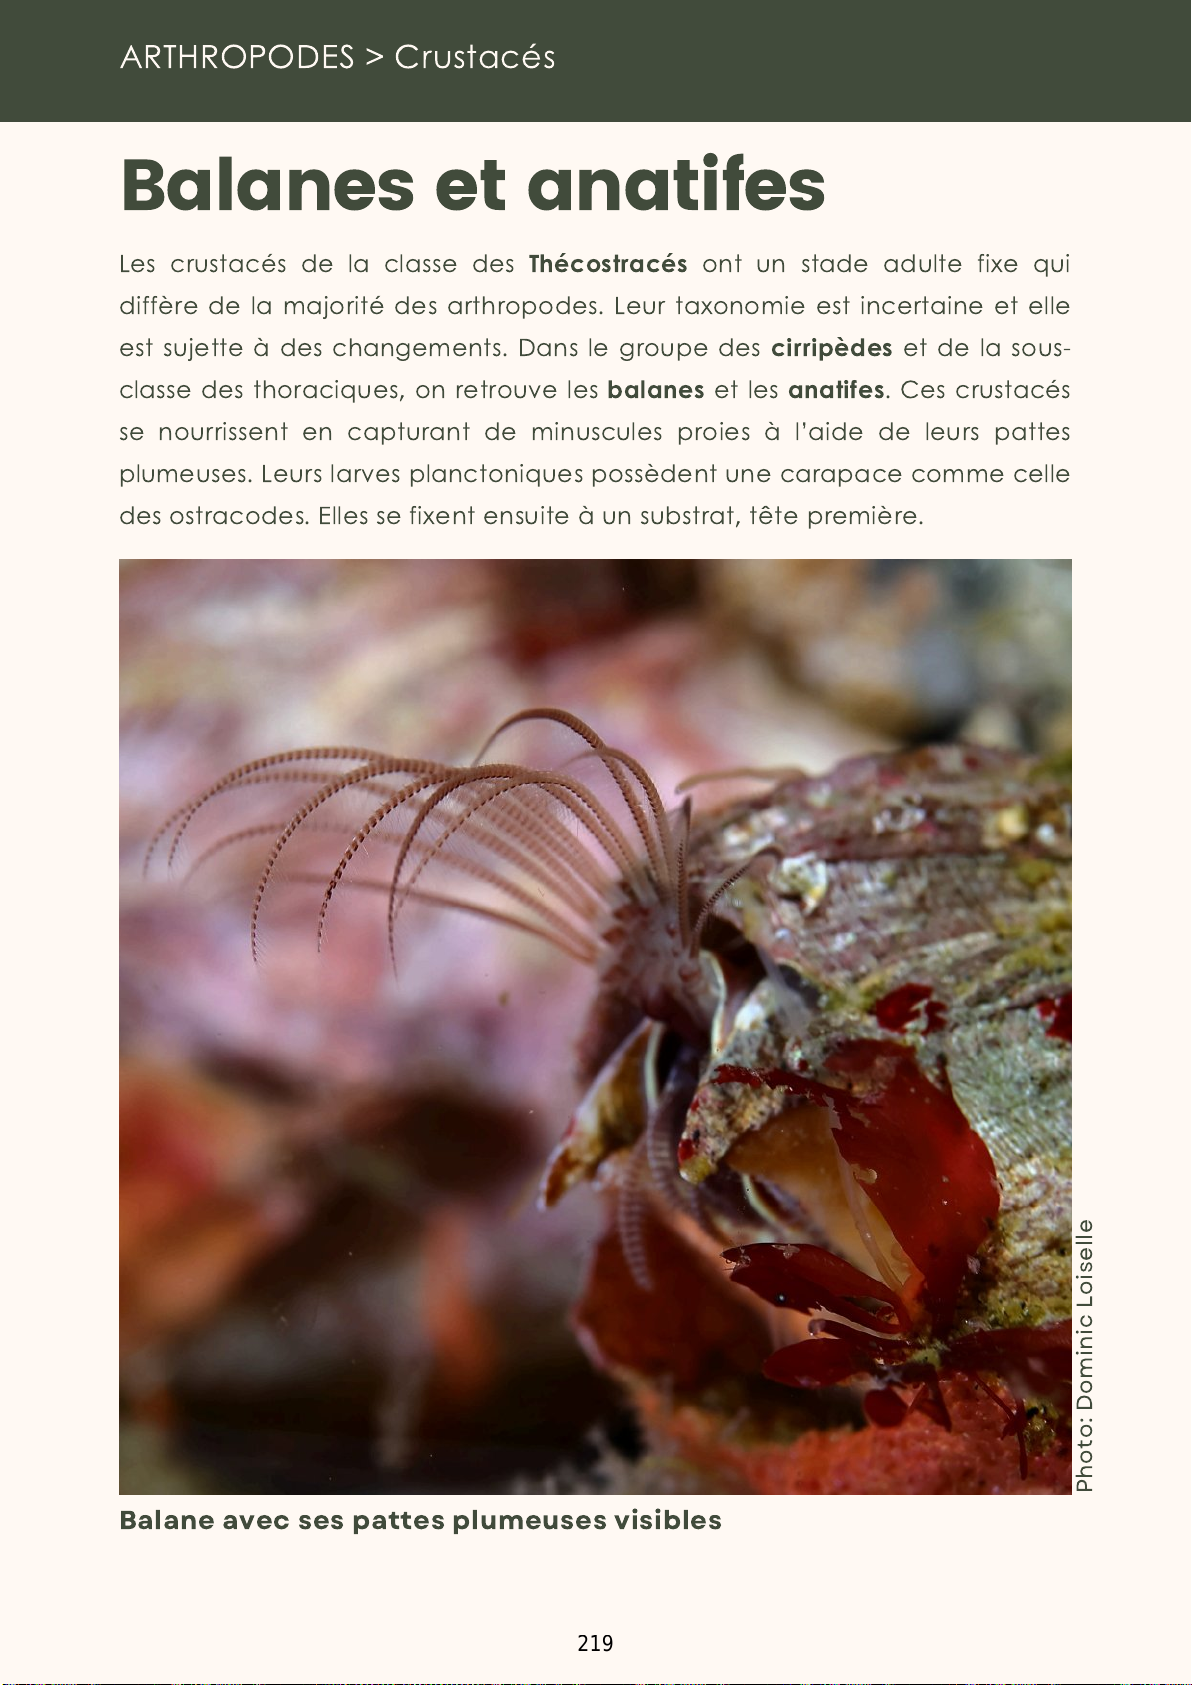 ARTHROPODES > Crustacés
Balanes et anatifes
Les crustacés de la classe des Thécostracés ont un stade adulte fixe qui
diffère de la majorité des arthropodes. Leur taxonomie est incertaine et elle
est sujette à des changements. Dans le groupe des cirripèdes et de la sous-
classe des thoraciques, on retrouve les balanes et les anatifes. Ces crustacés
se nourrissent en capturant de minuscules proies à l’aide de leurs pattes
plumeuses. Leurs larves planctoniques possèdent une carapace comme celle
des ostracodes. Elles se fixent ensuite à un substrat, tête première.
Photo: Dominic Loiselle
Balane avec ses pattes plumeuses visibles
219